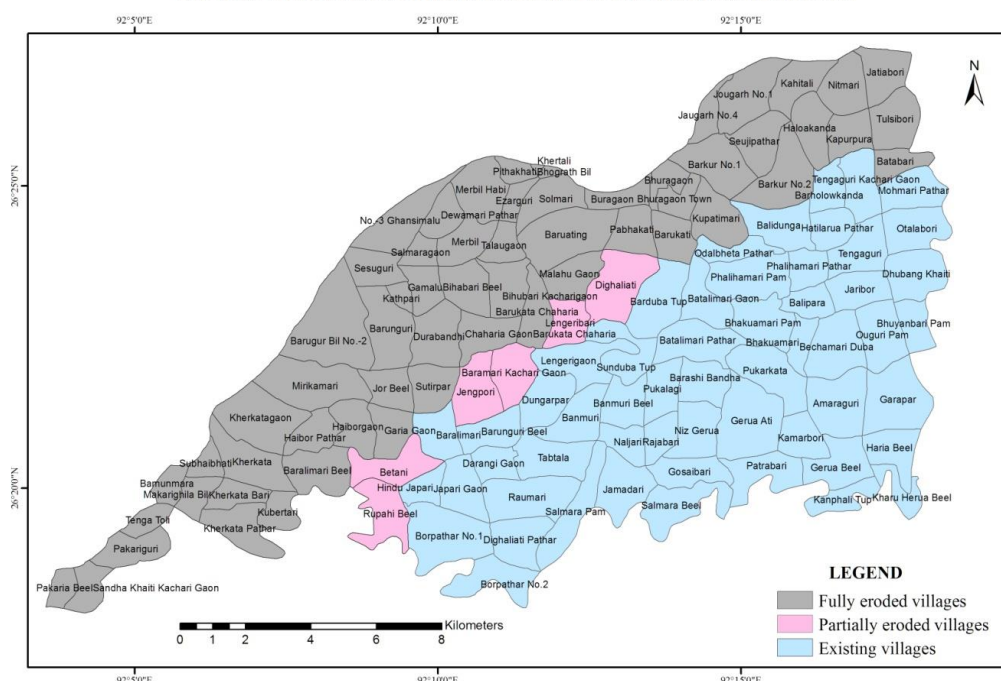 92°5'0"E 92°10'0"E 92°15'0"E
N
26°25'0"N
26°20'0"N
Jatiabori
Kahitali
Nitmari
Jougarh No.1
Jaugarh No.4
Tulsibori
Haloakanda
Seujipathar
Kapurpura
Batabari
Barkur No.1
Barkur No.2
Tengaguri Kachari Gaon
Mohmari Pathar
Barholowkanda
Khertali
Bhograth Bil
Pithakhati
Merbil Habi
Ezarguri
Solmari
Buragaon
Bhuragaon
Bhuragaon Town
Kupatimari
No.-3 Ghansimalu
Dewamari Pathar
Baruating
Pabhakati
Barukati
Balidunga
Hatilarua Pathar
Otalabori
Salmaragaon
Merbil
Talaugaon
Odalbheta Pathar
Tengaguri
Sesuguri
Malahu Gaon
Dighaliati
Phalihamari Pathar
Phalihamari Pam
Dhubang Khaiti
Gamalu
Bihabari Beel
Kathpari
Bihubari Kacharigaon
Barduba Tup
Batalimari Gaon
Balipara
Jaribor
Barukata Chaharia
Lengeribari
Barunguri
Durabandhi
Chaharia Gaon
Barukata Chaharia
Bhakuamari Pam
Bhuyanbari Pam
Ouguri Pam
Barugur Bil No.-2
Batalimari Pathar
Bhakuamari
Bechamari Duba
Lengerigaon
Sunduba Tup
Pukarkata
Mirikamari
Jor Beel
Sutirpar
Baramari Kachari Gaon
Jengpori
Dungarpar
Banmuri Beel
Pukalagi
Barashi Bandha
Amaraguri
Garapar
Kherkatagaon
Haiborgaon
Garia Gaon
Banmuri
Gerua Ati
Haibor Pathar
Baralimari
Barunguri Beel
Naljari
Rajabari
Niz Gerua
Kamarbori
Haria Beel
Subhaibhati
Kherkata
Baralimari Beel
Betani
Darangi Gaon
Tabtala
Gosaibari
Patrabari
Gerua Beel
Bamunmara
Makarighila Bil
Kherkata Bari
Hindu Japari
Japari Gaon
Raumari
Jamadari
Kanphali Tup
Kharu Herua Beel
Tenga Toli
Kubertari
Rupahi Beel
Salmara Pam
Salmara Beel
Kherkata Pathar
Pakariguri
Borpathar No.1
Dighaliati Pathar
Pakaria Beel
Sandha Khaiti Kachari Gaon
Borpathar No.2
LEGEND
Fully eroded villages
Partially eroded villages
Existing villages
Kilometers
0 1 2 4 6 8
92°5'0"E 92°10'0"E 92°15'0"E